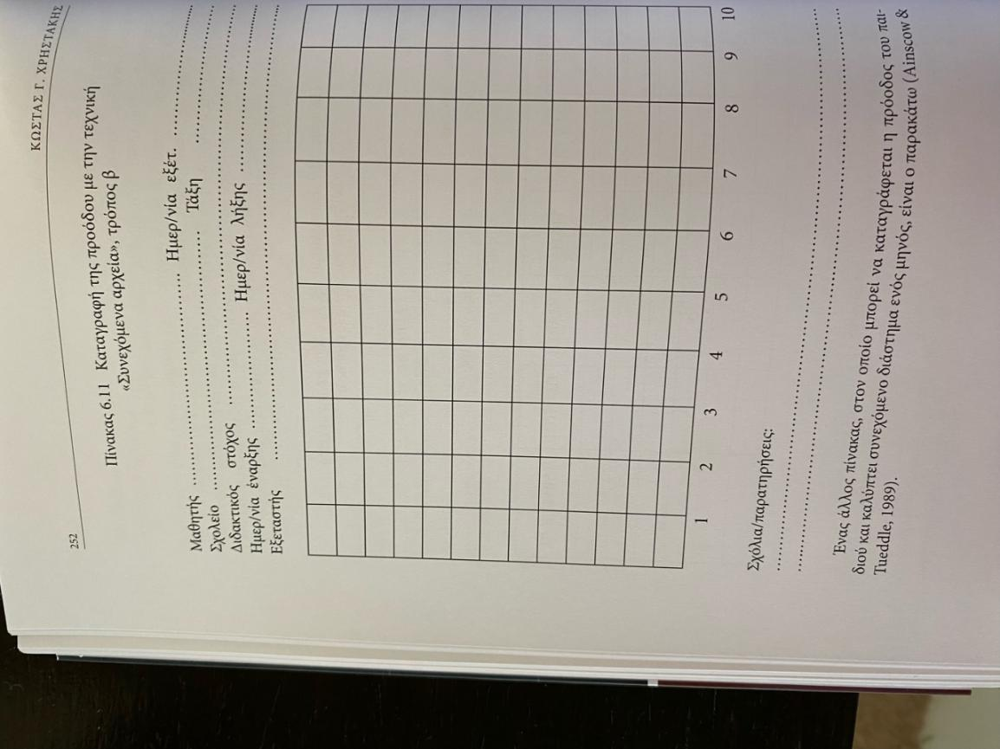 252
ΚΩΣΤΑΣ Γ. ΧΡΗΣΤΑΚΗΣ
Πίνακας 6.11 Καταγραφή της προόδου με την τεχνική
«Συνεχόμενα αρχεία», τρόπος β
Μαθητής .................................... Ημερ/νία εξέτ. ....................
Σχολείο .................................... Τάξη ....................
Διδακτικός στόχος ............................................................
Ημερ/νία έναρξης .................... Ημερ/νία λήξης ....................
Εξεταστής ............................................................
1 2 3 4 5 6 7 8 9 10
Σχόλια/παρατηρήσεις:
................................................................................
................................................................................
Ένας άλλος πίνακας, στον οποίο μπορεί να καταγράφεται η πρόοδος του παι-
διού και καλύπτει συνεχόμενο διάστημα ενός μηνός, είναι ο παρακάτω (Ainscow &
Tueddle, 1989).